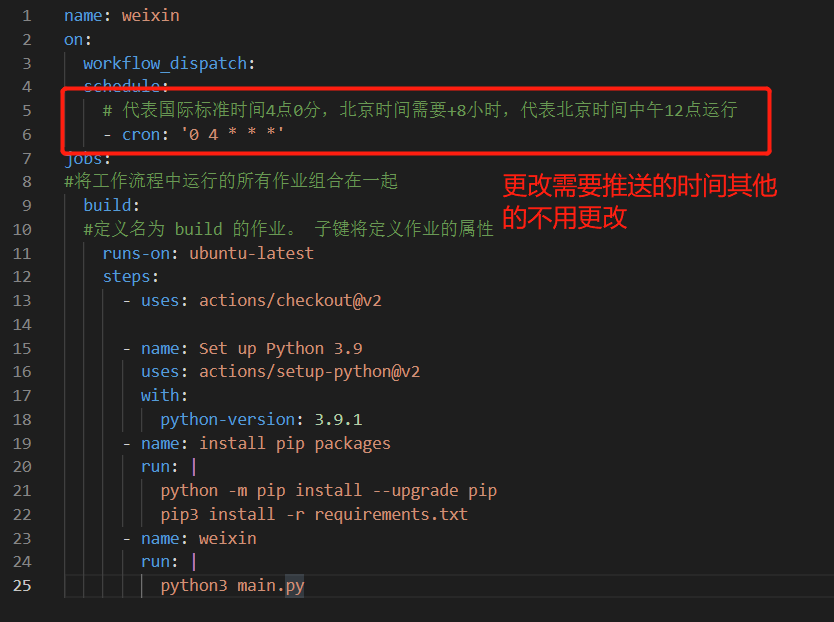 1 name: weixin
2 on:
3   workflow_dispatch:
4   schedule:
5     # 代表国际标准时间4点0分，北京时间需要+8小时，代表北京时间中午12点运行
6     - cron: '0 4 * * *'
7 jobs:
8 #将工作流程中运行的所有作业组合在一起
更改需要推送的时间其他
9   build:
的不用更改
10   #定义名为 build 的作业。 子键将定义作业的属性
11     runs-on: ubuntu-latest
12     steps:
13       - uses: actions/checkout@v2
14
15       - name: Set up Python 3.9
16         uses: actions/setup-python@v2
17         with:
18           python-version: 3.9.1
19       - name: install pip packages
20         run: |
21           python -m pip install --upgrade pip
22           pip3 install -r requirements.txt
23       - name: weixin
24         run: |
25           python3 main.py